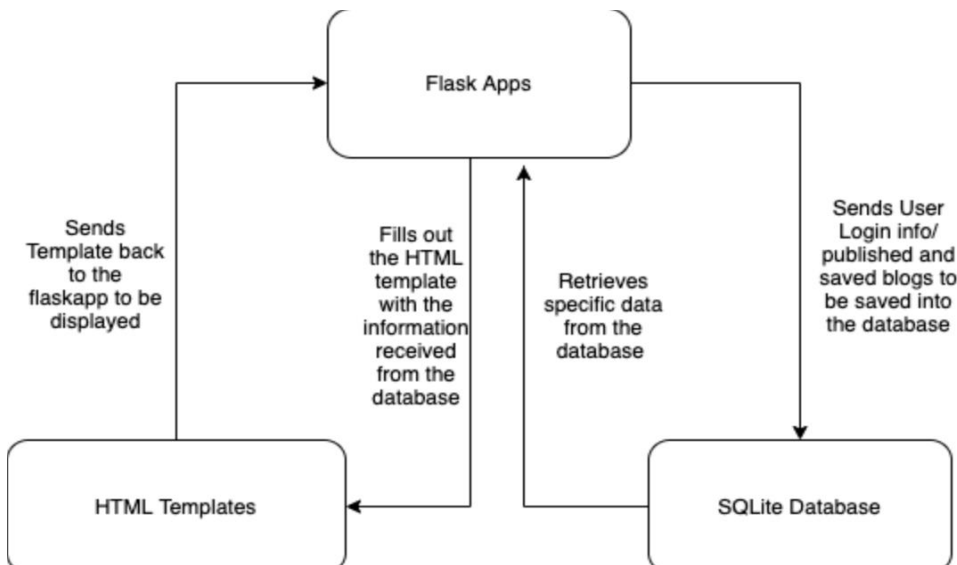 Flask Apps
Sends
Template back
to the
flaskapp to be
displayed
Fills out
the HTML
template
with the
information
received
from the
database
Retrieves
specific data
from the
database
Sends User
Login info/
published and
saved blogs to
be saved into
the database
HTML Templates
SQLite Database